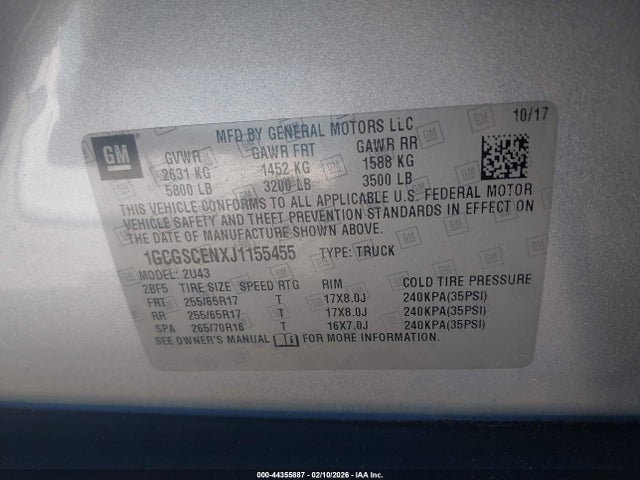 10/17
MFD BY GENERAL MOTORS LLC
GM
GVWR GAWR FRT GAWR RR
2631 KG 1452 KG 1588 KG
5800 LB 3200 LB 3500 LB
THIS VEHICLE CONFORMS TO ALL APPLICABLE U.S. FEDERAL MOTOR
VEHICLE SAFETY AND THEFT PREVENTION STANDARDS IN EFFECT ON
THE DATE OF MANUFACTURE SHOWN ABOVE.
1GCGSCENXJ1155455 TYPE: TRUCK
MODEL: 2U43
2BF5 TIRE SIZE SPEED RTG RIM COLD TIRE PRESSURE
FRT 255/65R17 T 17X8.0J 240KPA(35PSI)
RR 255/65R17 T 17X8.0J 240KPA(35PSI)
SPA 265/70R16 T 16X7.0J 240KPA(35PSI)
SEE OWNER'S MANUAL FOR MORE INFORMATION.
000-44355887 - 02/10/2026 - IAA Inc.